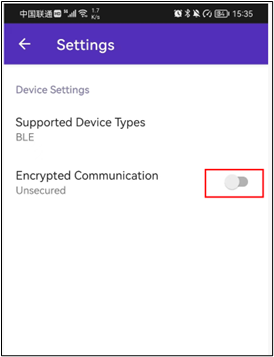 中国联通 HD 1.7 K/s 84 15:35
Settings
Device Settings
Supported Device Types
BLE
Encrypted Communication
Unsecured